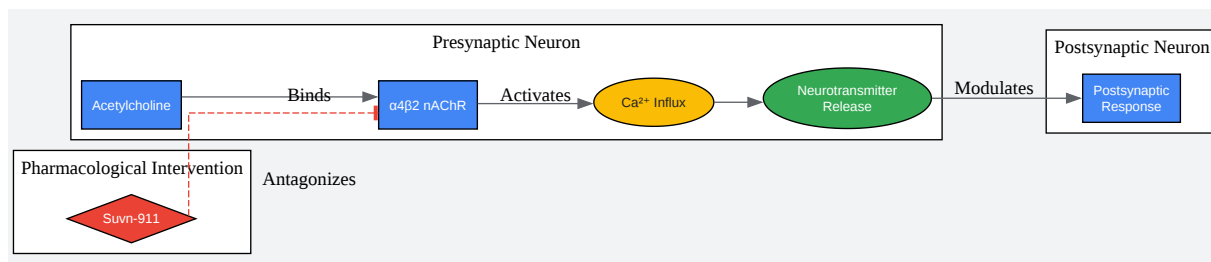 Presynaptic Neuron
Postsynaptic Neuron
Acetylcholine
Binds
α4β2 nAChR
Activates
Ca²⁺ Influx
Neurotransmitter
Release
Modulates
Postsynaptic
Response
Pharmacological Intervention
Antagonizes
Suvn-911